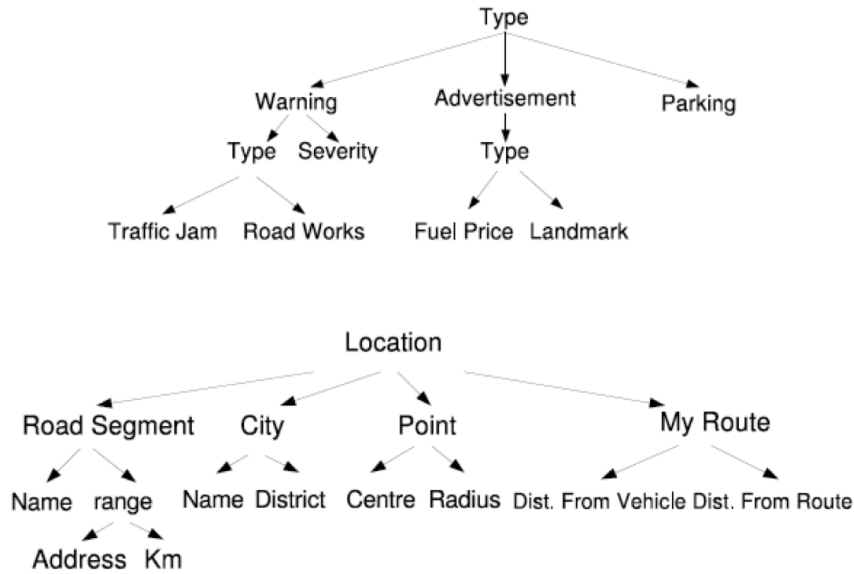 Type
Warning Advertisement Parking
Type Severity Type
Traffic Jam Road Works Fuel Price Landmark
Location
Road Segment City Point My Route
Name range Name District Centre Radius Dist. From Vehicle Dist. From Route
Address Km